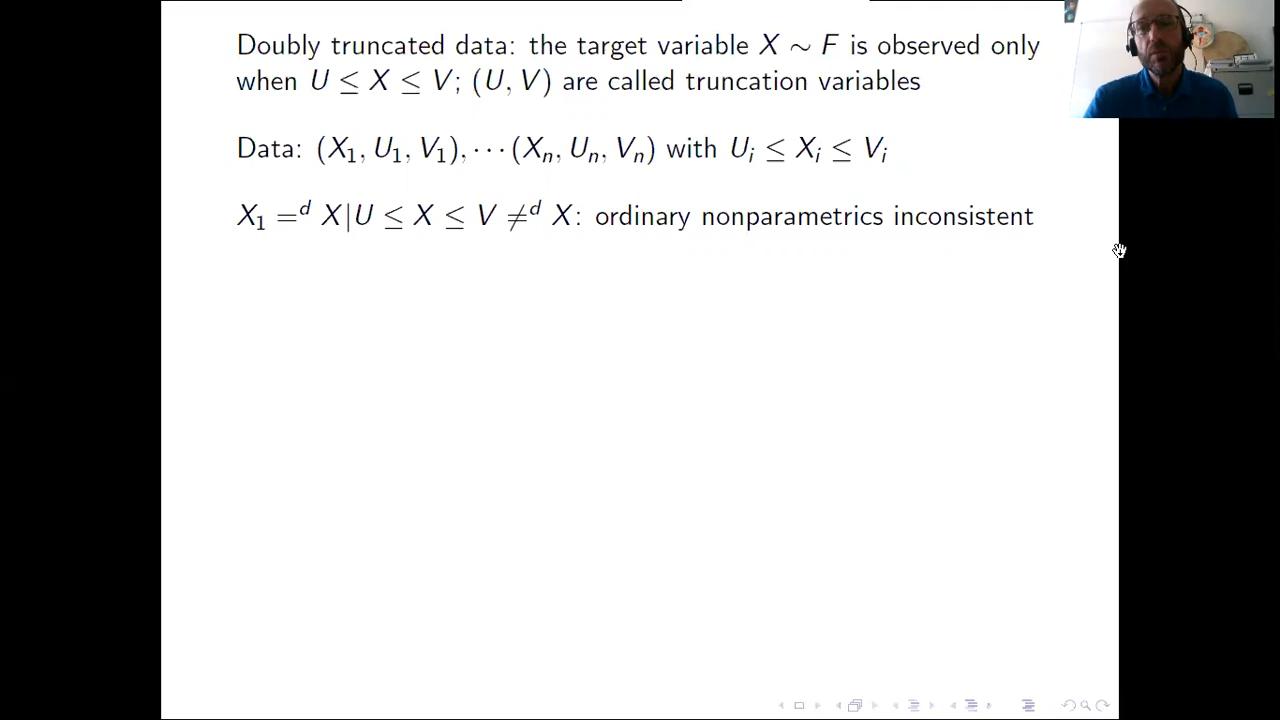 Doubly truncated data: the target variable X ∼ F is observed only
when U ≤ X ≤ V; (U, V) are called truncation variables
Data: (X₁, U₁, V₁), ··· (Xₙ, Uₙ, Vₙ) with Uᵢ ≤ Xᵢ ≤ Vᵢ
X₁ =ᵈ X|U ≤ X ≤ V ≠ᵈ X: ordinary nonparametrics inconsistent